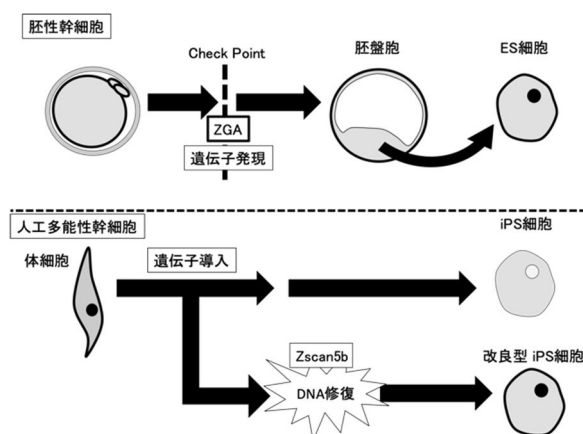 胚性幹細胞
Check Point
胚盤胞
ES細胞
ZGA
遺伝子発現
人工多能性幹細胞
iPS細胞
体細胞
遺伝子導入
Zscan5b
DNA修復
改良型 iPS細胞